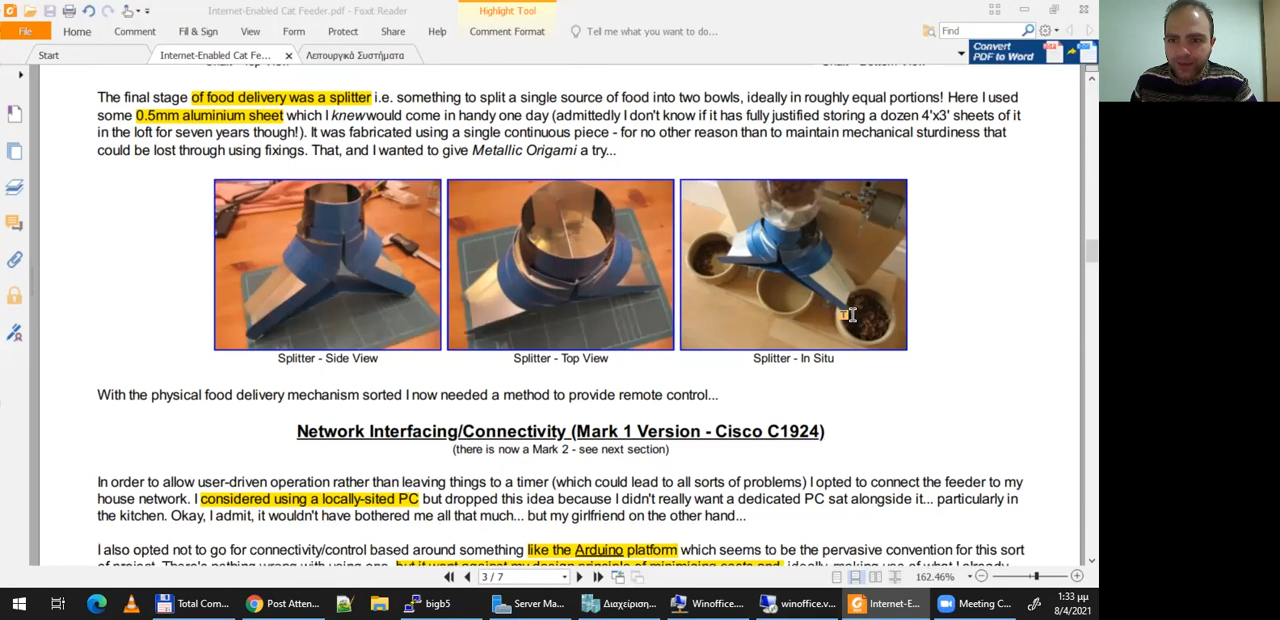 Internet-Enabled Cat Feeder.pdf - Foxit Reader
Highlight Tool
File Home Comment Fill & Sign View Form Protect Share Help Comment Format Tell me what you want to do... Find
Start Internet-Enabled Cat Fe... Λειτουργικά Συστήματα
Convert
PDF to Word
The final stage of food delivery was a splitter i.e. something to split a single source of food into two bowls, ideally in roughly equal portions! Here I used
some 0.5mm aluminium sheet which I knew would come in handy one day (admittedly I don't know if it has fully justified storing a dozen 4'x3' sheets of it
in the loft for seven years though!). It was fabricated using a single continuous piece - for no other reason than to maintain mechanical sturdiness that
could be lost through using fixings. That, and I wanted to give Metallic Origami a try...
Splitter - Side View Splitter - Top View Splitter - In Situ
With the physical food delivery mechanism sorted I now needed a method to provide remote control...
Network Interfacing/Connectivity (Mark 1 Version - Cisco C1924)
(there is now a Mark 2 - see next section)
In order to allow user-driven operation rather than leaving things to a timer (which could lead to all sorts of problems) I opted to connect the feeder to my
house network. I considered using a locally-sited PC but dropped this idea because I didn't really want a dedicated PC sat alongside it... particularly in
the kitchen. Okay, I admit, it wouldn't have bothered me all that much... but my girlfriend on the other hand...
I also opted not to go for connectivity/control based around something like the Arduino platform which seems to be the pervasive convention for this sort
3 / 7 162.46%
Total Com... Post Atten... bigb5 Server Ma... Διαχείριση... Winoffice.... winoffice.v... Internet-E... Meeting C... 1:33 μμ
8/4/2021